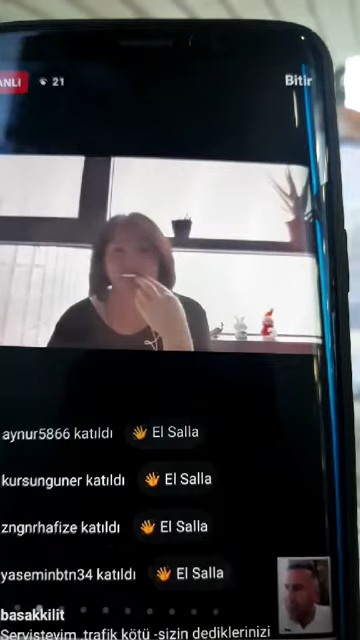 ANLI 21 Bitir
aynur5866 katıldı 👋 El Salla
kursunguner katıldı 👋 El Salla
zngnrhafize katıldı 👋 El Salla
yaseminbtn34 katıldı 👋 El Salla
basakkilit
Servisteyim .trafik kötü -sizin dediklerinizi